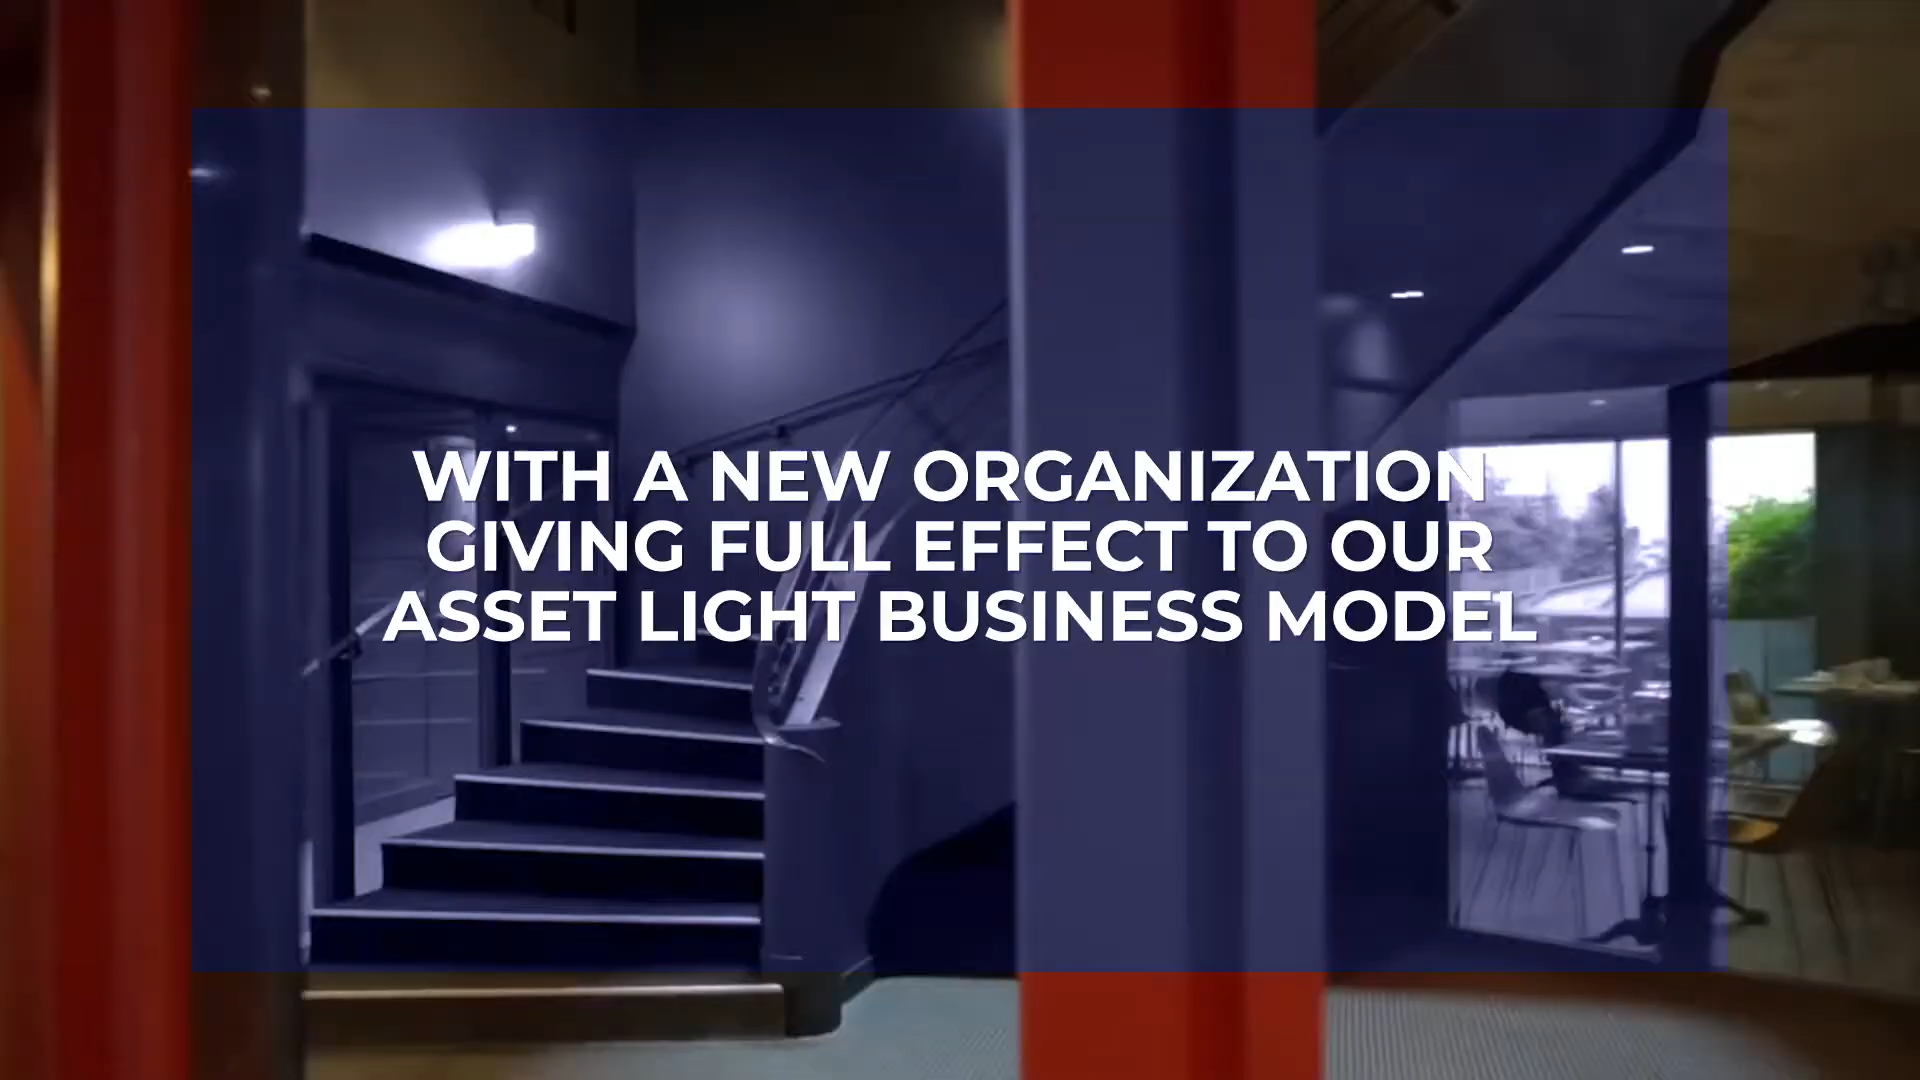 WITH A NEW ORGANIZATION
GIVING FULL EFFECT TO OUR
ASSET LIGHT BUSINESS MODEL